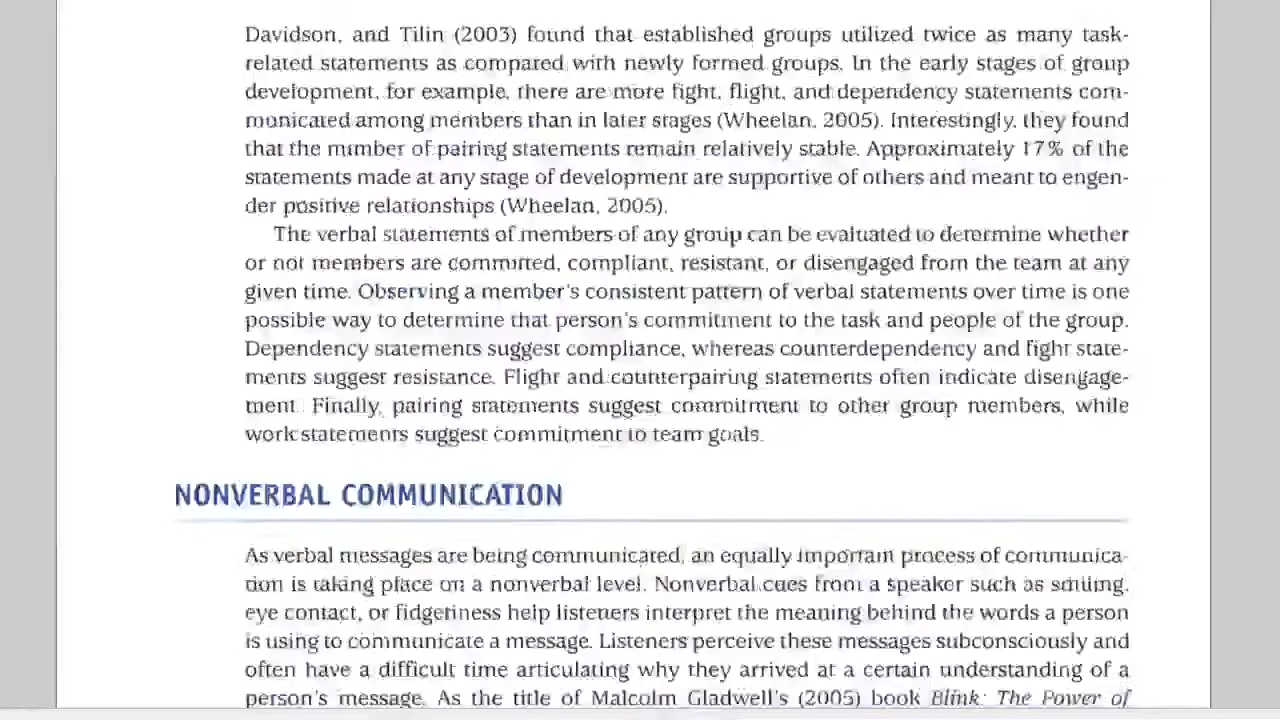 Davidson, and Tilin (2003) found that established groups utilized twice as many task-
related statements as compared with newly formed groups. In the early stages of group
development, for example, there are more fight, flight, and dependency statements com-
municated among members than in later stages (Wheelan, 2005). Interestingly, they found
that the number of pairing statements remain relatively stable. Approximately 17% of the
statements made at any stage of development are supportive of others and meant to engen-
der positive relationships (Wheelan, 2005).
The verbal statements of members of any group can be evaluated to determine whether
or not members are committed, compliant, resistant, or disengaged from the team at any
given time. Observing a member's consistent pattern of verbal statements over time is one
possible way to determine that person's commitment to the task and people of the group.
Dependency statements suggest compliance, whereas counterdependency and fight state-
ments suggest resistance. Flight and counterpairing statements often indicate disengage-
ment. Finally, pairing statements suggest commitment to other group members, while
work statements suggest commitment to team goals.
NONVERBAL COMMUNICATION
As verbal messages are being communicated, an equally important process of communica-
tion is taking place on a nonverbal level. Nonverbal cues from a speaker such as smiling,
eye contact, or fidgetiness help listeners interpret the meaning behind the words a person
is using to communicate a message. Listeners perceive these messages subconsciously and
often have a difficult time articulating why they arrived at a certain understanding of a
person's message. As the title of Malcolm Gladwell's (2005) book Blink: The Power of